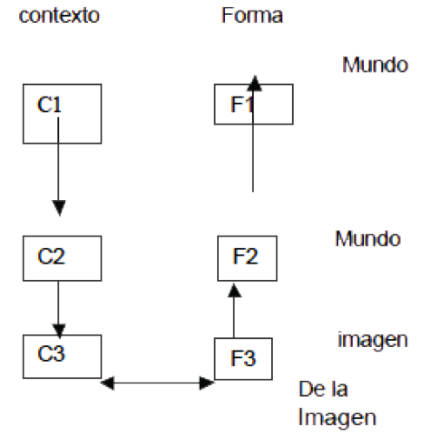 contexto Forma
Mundo
C1 F1
Mundo
C2 F2
imagen
C3 F3
De la
Imagen